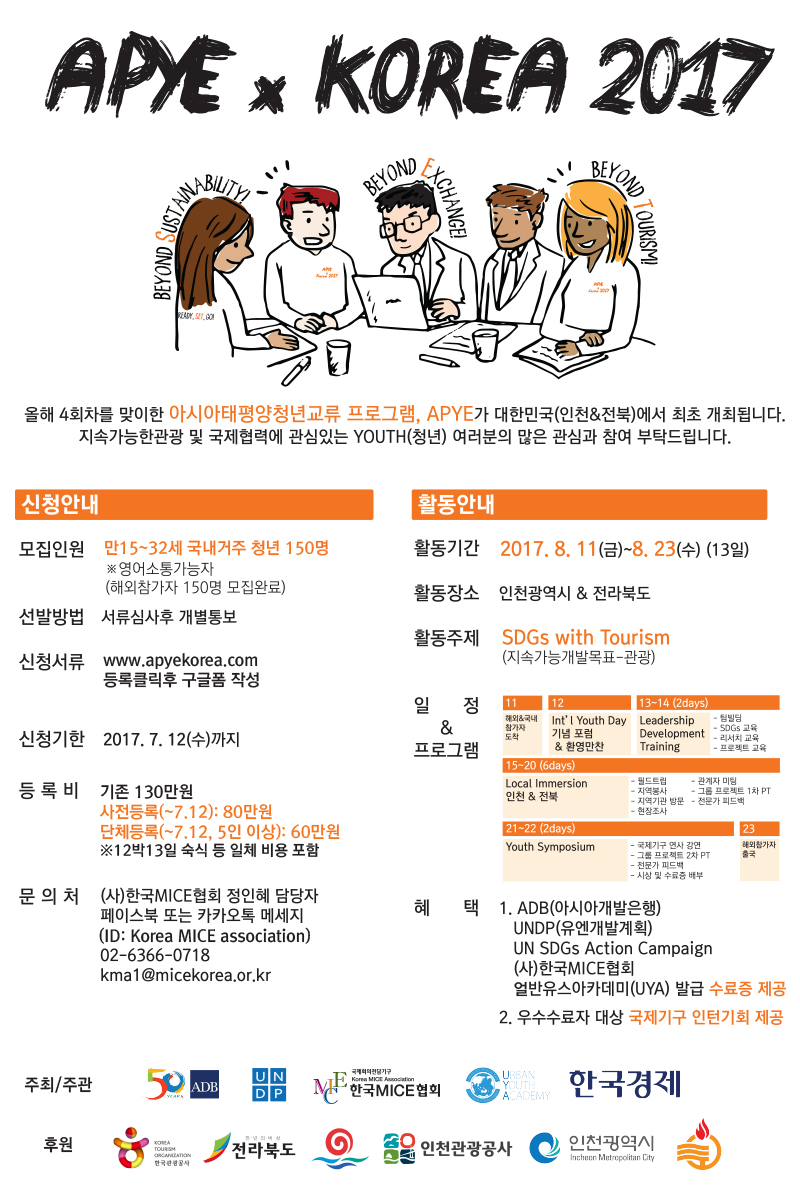 APYE x KOREA 2017
BEYOND SUSTAINABILITY!
BEYOND EXCHANGE!
BEYOND TOURISM!
APYE
x
Korea 2017
READY, GET, GO!
APYE
x
Korea 2017
올해 4회차를 맞이한 아시아태평양청년교류 프로그램, APYE가 대한민국(인천&전북)에서 최초 개최됩니다.
지속가능한관광 및 국제협력에 관심있는 YOUTH(청년) 여러분의 많은 관심과 참여 부탁드립니다.
신청안내
모집인원 만15~32세 국내거주 청년 150명
※영어소통가능자
(해외참가자 150명 모집완료)
선발방법 서류심사후 개별통보
신청서류 www.apyekorea.com
등록클릭후 구글폼 작성
신청기한 2017. 7. 12(수)까지
등 록 비 기존 130만원
사전등록(~7.12): 80만원
단체등록(~7.12, 5인 이상): 60만원
※12박13일 숙식 등 일체 비용 포함
문 의 처 (사)한국MICE협회 정인혜 담당자
페이스북 또는 카카오톡 메세지
(ID: Korea MICE association)
02-6366-0718
kma1@micekorea.or.kr
활동안내
활동기간 2017. 8. 11(금)~8. 23(수) (13일)
활동장소 인천광역시 & 전라북도
활동주제 SDGs with Tourism
(지속가능개발목표-관광)
일 정
&
프로그램
11
해외&국내
참가자
도착
12
Int' l Youth Day
기념 포럼
& 환영만찬
13~14 (2days)
Leadership
Development
Training
- 팀빌딩
- SDGs 교육
- 리서치 교육
- 프로젝트 교육
15~20 (6days)
Local Immersion
인천 & 전북
- 필드트립
- 지역봉사
- 지역기관 방문
- 현장조사
- 관계자 미팅
- 그룹 프로젝트 1차 PT
- 전문가 피드백
21~22 (2days)
Youth Symposium
- 국제기구 연사 강연
- 그룹 프로젝트 2차 PT
- 전문가 피드백
- 시상 및 수료증 배부
23
해외참가자
출국
혜 택 1. ADB(아시아개발은행)
UNDP(유엔개발계획)
UN SDGs Action Campaign
(사)한국MICE협회
얼반유스아카데미(UYA) 발급 수료증 제공
2. 우수수료자 대상 국제기구 인턴기회 제공
주최/주관
50
YEARS
ADB
UN
DP
MICE
국제회의전담기구
Korea MICE Association
한국MICE협회
URBAN
YOUTH
ACADEMY
한국경제
후원
KOREA
TOURISM
ORGANIZATION
한국관광공사
전라북도
인천관광공사
인천광역시
Incheon Metropolitan City